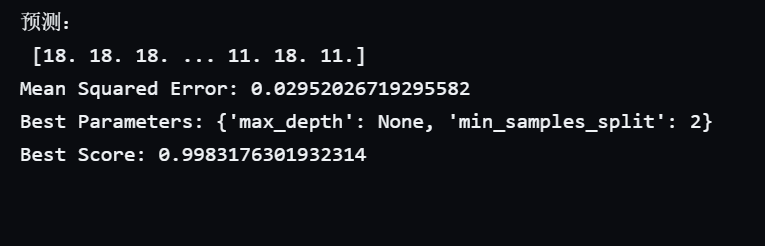 预测：
[18. 18. 18. ... 11. 18. 11.]
Mean Squared Error: 0.02952026719295582
Best Parameters: {'max_depth': None, 'min_samples_split': 2}
Best Score: 0.9983176301932314